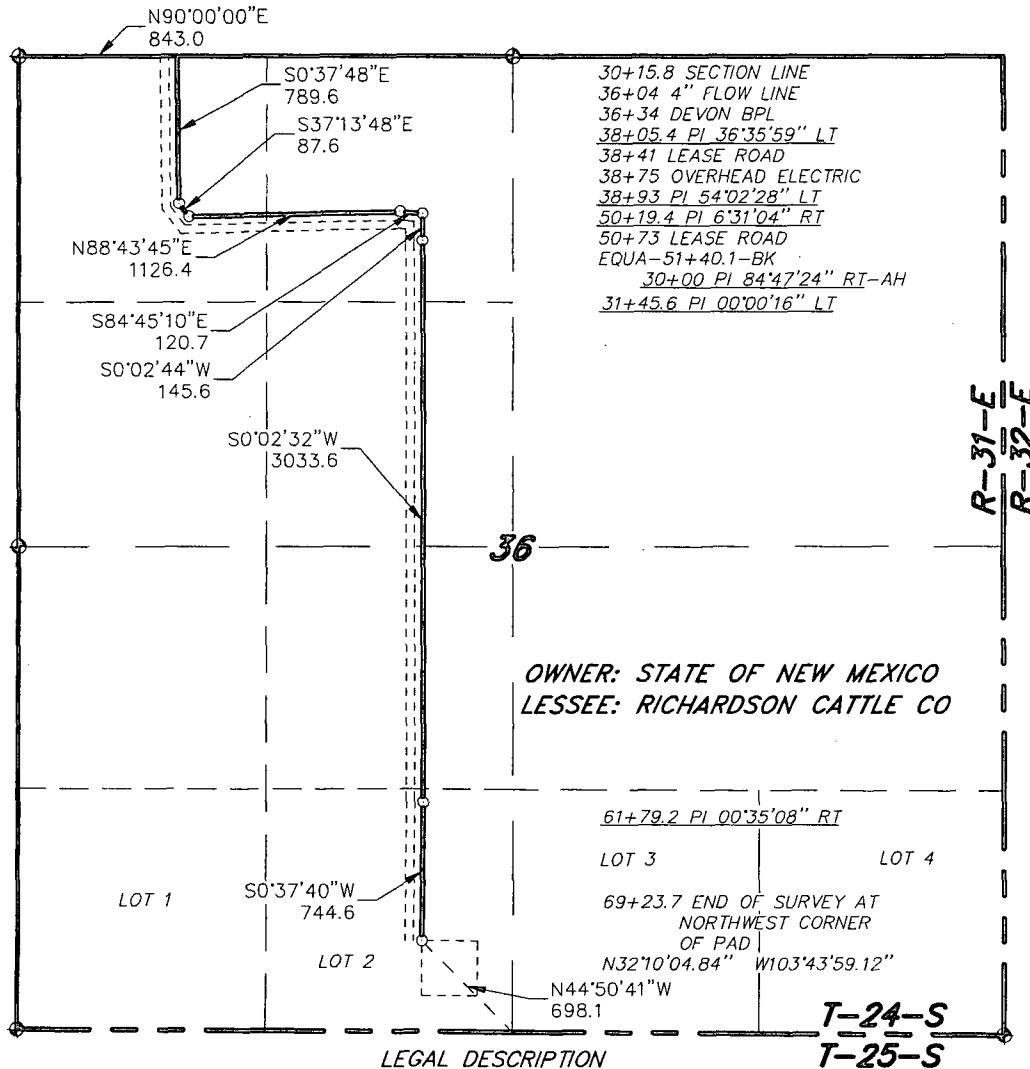 N90°00'00"E
843.0
S0°37'48"E
789.6
S37°13'48"E
87.6
30+15.8 SECTION LINE
36+04 4" FLOW LINE
36+34 DEVON BPL
38+05.4 PI 36°35'59" LT
38+41 LEASE ROAD
38+75 OVERHEAD ELECTRIC
38+93 PI 54°02'28" LT
50+19.4 PI 6°31'04" RT
50+73 LEASE ROAD
EQUA-51+40.1-BK
30+00 PI 84°47'24" RT-AH
31+45.6 PI 00°00'16" LT
N88°43'45"E
1126.4
S84°45'10"E
120.7
S0°02'44"W
145.6
R-31-E
R-32-E
S0°02'32"W
3033.6
36
OWNER: STATE OF NEW MEXICO
LESSEE: RICHARDSON CATTLE CO
61+79.2 PI 00°35'08" RT
LOT 3
LOT 4
LOT 1
S0°37'40"W
744.6
69+23.7 END OF SURVEY AT
NORTHWEST CORNER
OF PAD
LOT 2
N32°10'04.84" W103°43'59.12"
N44°50'41"W
698.1
T-24-S
T-25-S
LEGAL DESCRIPTION